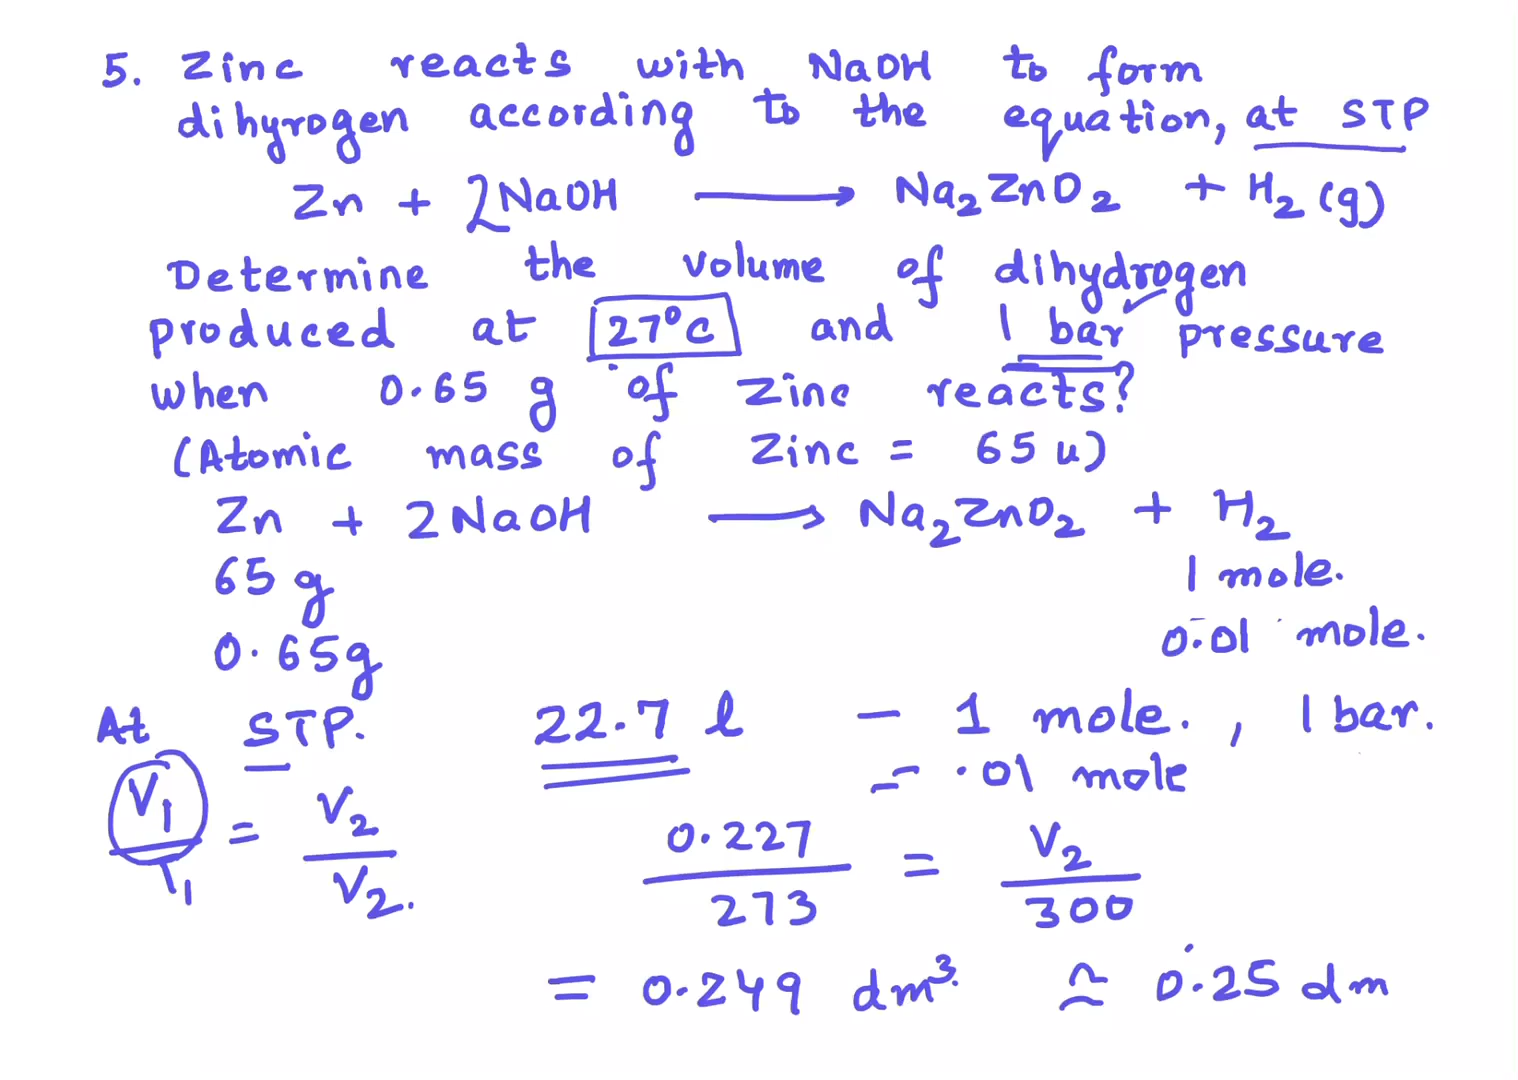 5. Zinc reacts with NaOH to form
dihyrogen according to the equation, at STP
Zn + 2NaOH ⟶ Na₂ZnO₂ + H₂(g)
Determine the volume of dihydrogen
produced at 27°C and 1 bar pressure
when 0.65 g of zinc reacts?
(Atomic mass of Zinc = 65 u)
Zn + 2NaOH ⟶ Na₂ZnO₂ + H₂
65 g 1 mole.
0.65g 0.01 mole.
At STP. 22.7 l – 1 mole. , 1 bar.
= .01 mole
V₁/T₁ = V₂/V₂. 0.227/273 = V₂/300
= 0.249 dm³. ≃ 0.25 dm